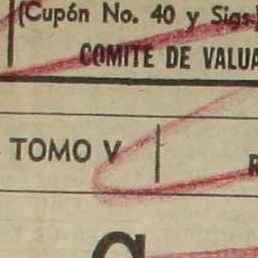 (Cupón No. 40 y Sigs.)
COMITE DE VALUA
TOMO V
R